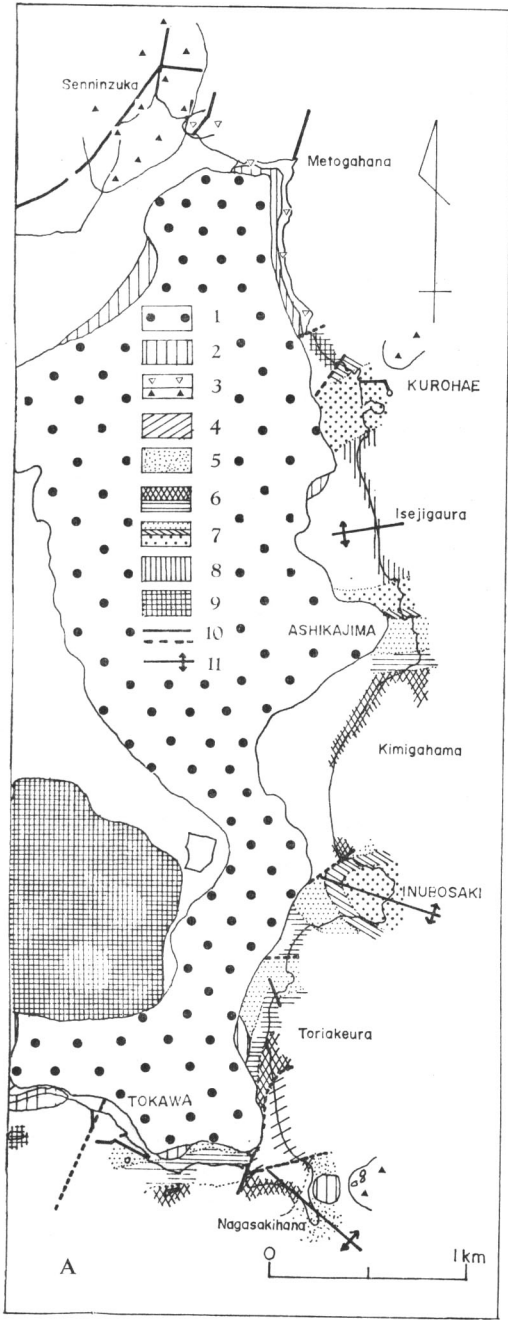 Senninzuka
Metogahana
1
2
3
KUROHAE
4
5
6
Isejigaura
7
8
9
10
ASHIKAJIMA
11
Kimigahama
INUBOSAKI
Toriakeura
TOKAWA
Nagasakihana
A
0 1km